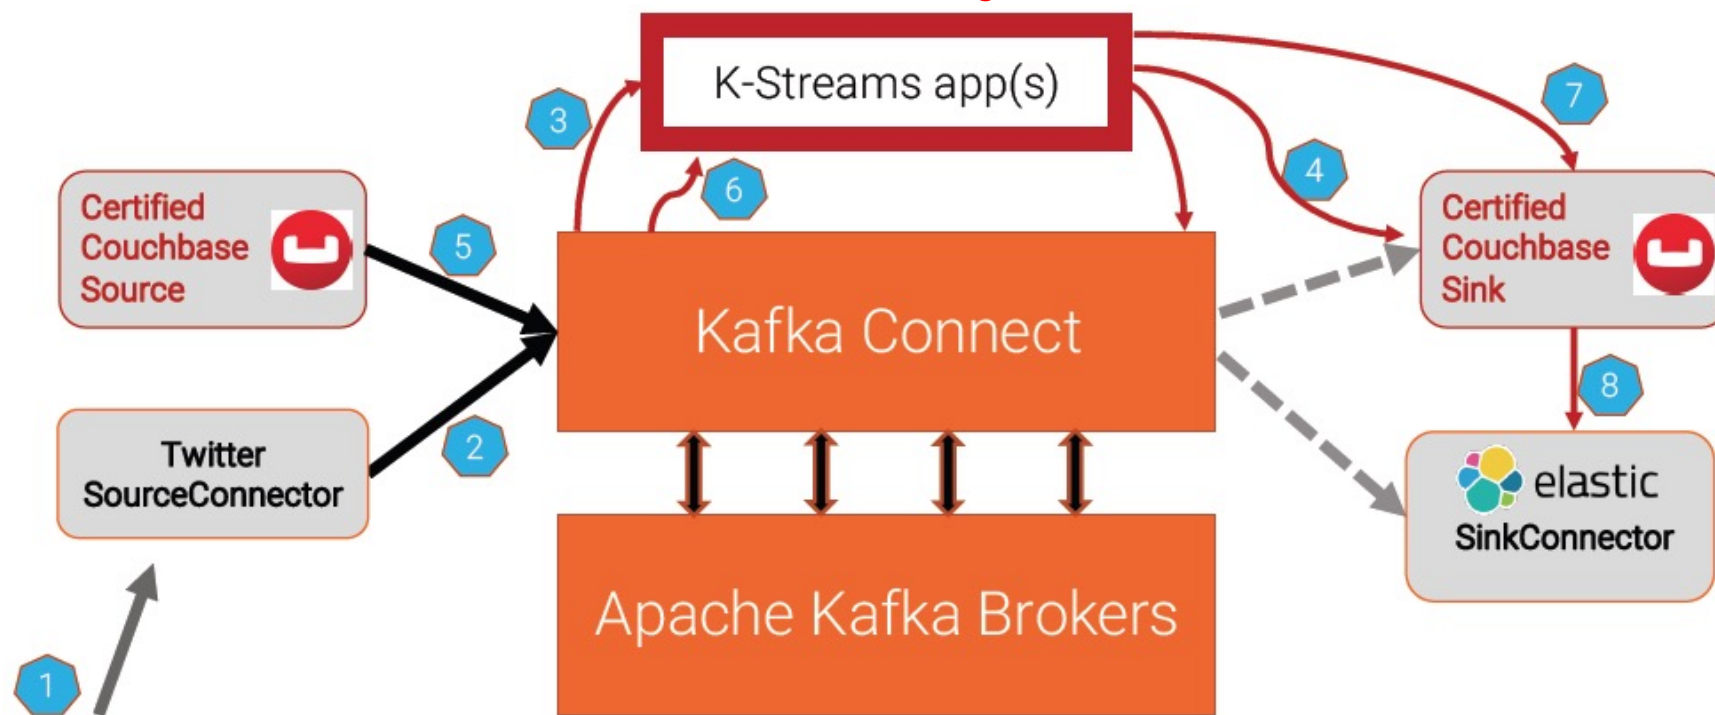 K-Streams app(s)
3
7
6
4
Certified
Couchbase
Source
5
Certified
Couchbase
Sink
Kafka Connect
8
Twitter
SourceConnector
2
elastic
SinkConnector
Apache Kafka Brokers
1